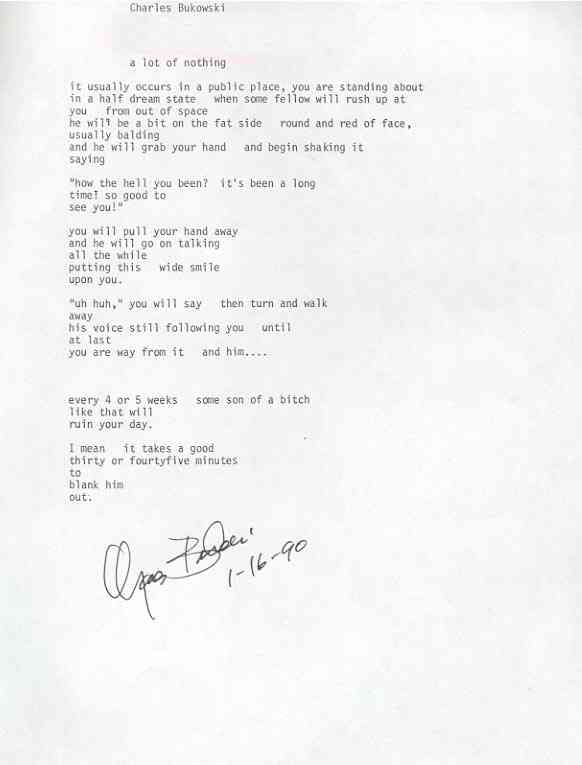 Charles Bukowski
a lot of nothing
it usually occurs in a public place, you are standing about
in a half dream state when some fellow will rush up at
you from out of space
he will be a bit on the fat side round and red of face,
usually balding
and he will grab your hand and begin shaking it
saying
"how the hell you been? it's been a long
time! so good to
see you!"
you will pull your hand away
and he will go on talking
all the while
putting this wide smile
upon you.
"uh huh," you will say then turn and walk
away
his voice still following you until
at last
you are way from it and him....
every 4 or 5 weeks some son of a bitch
like that will
ruin your day.
I mean it takes a good
thirty or fourtyfive minutes
to
blank him
out.
Charles Bukowski
1-16-90